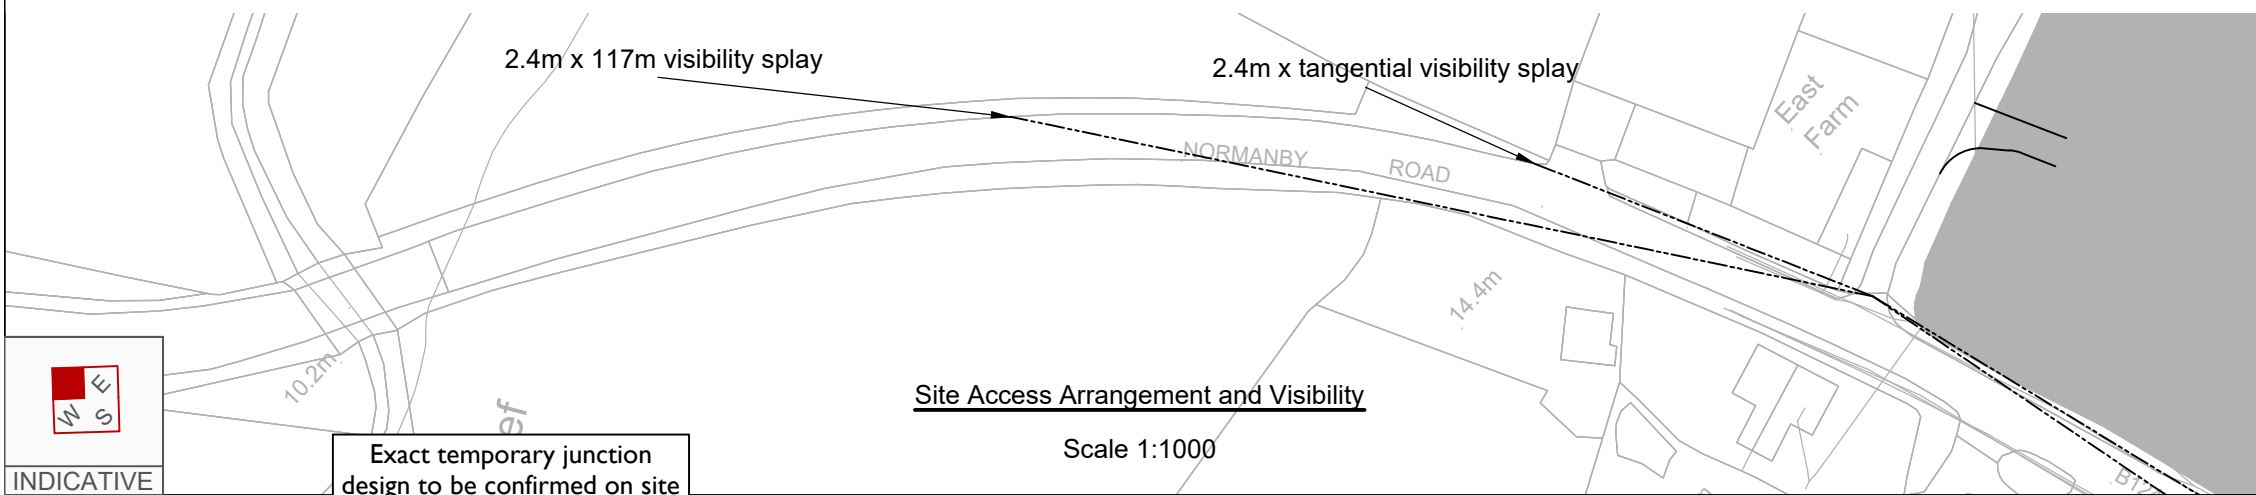 2.4m x 117m visibility splay
2.4m x tangential visibility splay
East
Farm
NORMANBY ROAD
14.4m
10.2m
ef
Site Access Arrangement and Visibility
Scale 1:1000
E
W S
INDICATIVE
Exact temporary junction
design to be confirmed on site